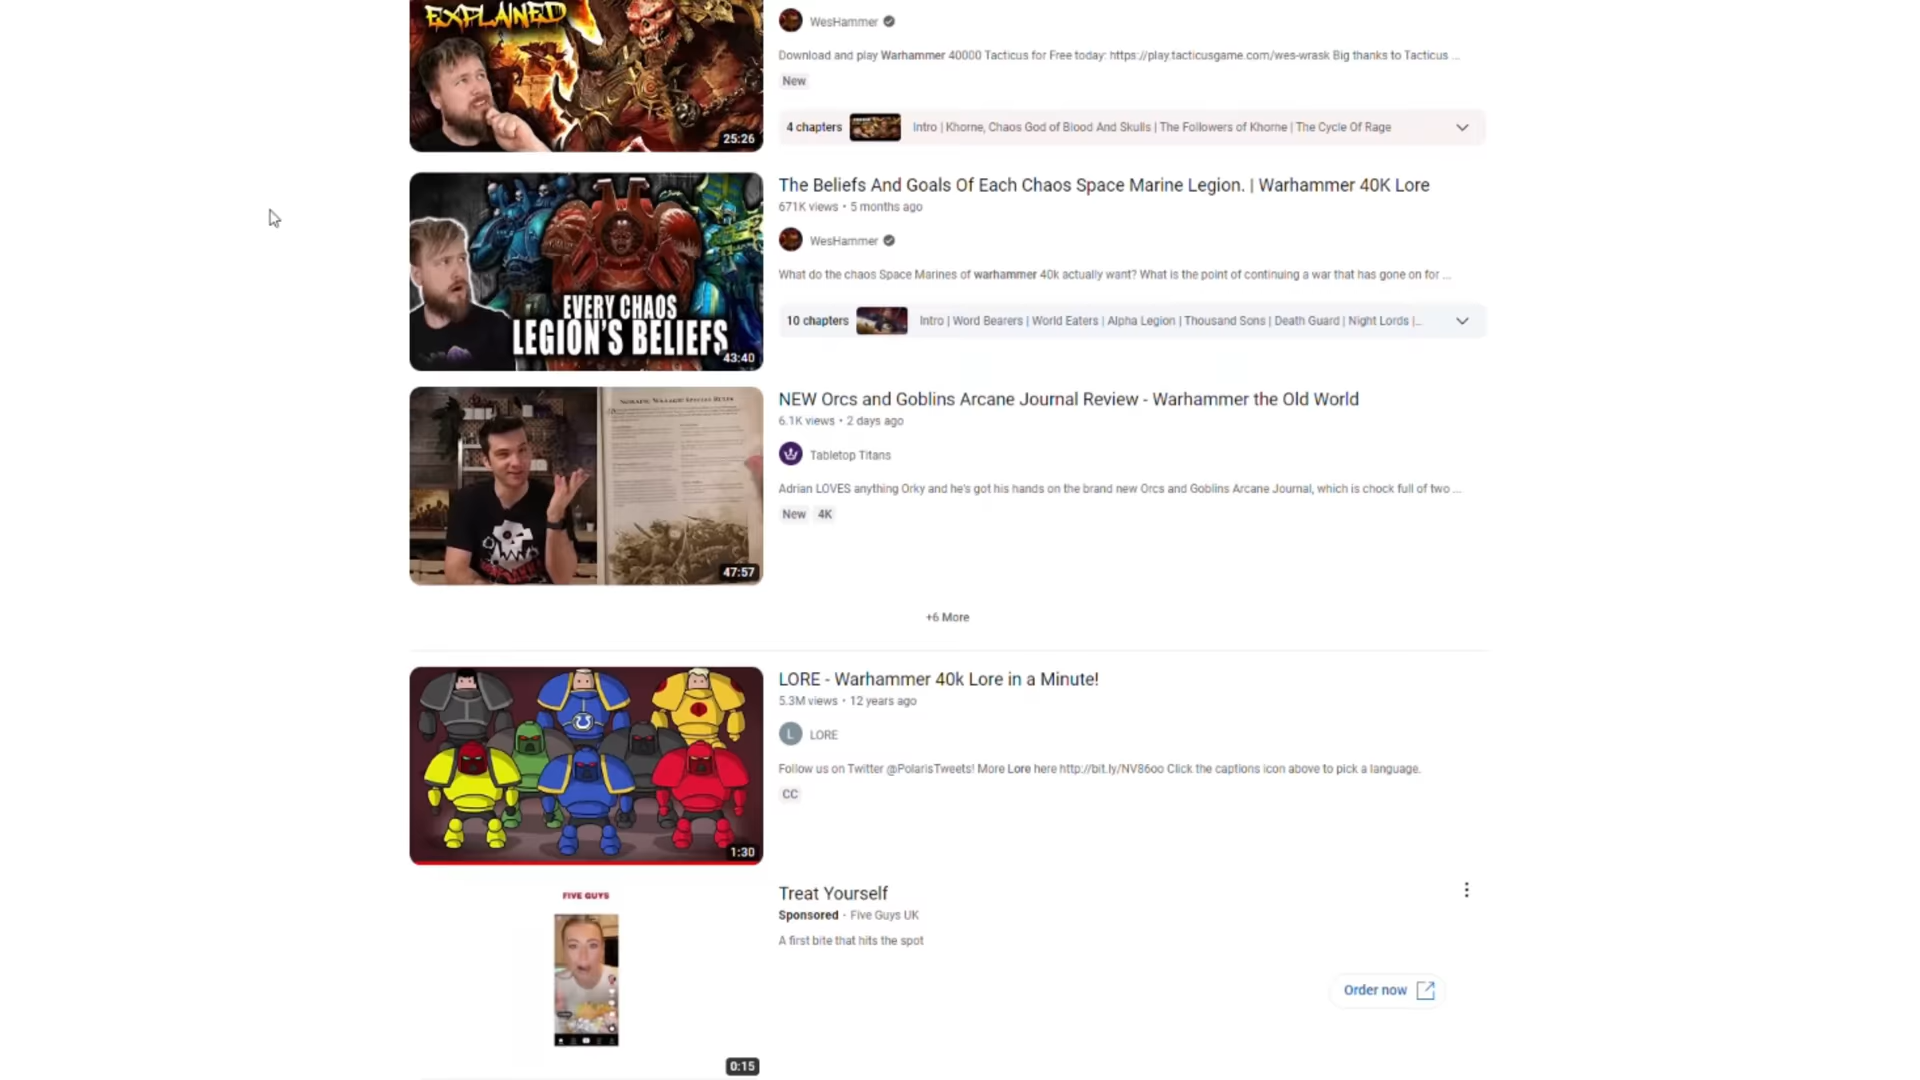 EXPLAINED
25:26
WesHammer
Download and play Warhammer 40000 Tacticus for Free today: https://play.tacticusgame.com/wes-wrask Big thanks to Tacticus ...
New
4 chapters
Intro | Khorne, Chaos God of Blood And Skulls | The Followers of Khorne | The Cycle Of Rage
EVERY CHAOS
LEGION'S BELIEFS
43:40
The Beliefs And Goals Of Each Chaos Space Marine Legion. | Warhammer 40K Lore
671K views • 5 months ago
WesHammer
What do the chaos Space Marines of warhammer 40k actually want? What is the point of continuing a war that has gone on for ...
10 chapters
Intro | Word Bearers | World Eaters | Alpha Legion | Thousand Sons | Death Guard | Night Lords |...
47:57
NEW Orcs and Goblins Arcane Journal Review - Warhammer the Old World
6.1K views • 2 days ago
Tabletop Titans
Adrian LOVES anything Orky and he's got his hands on the brand new Orcs and Goblins Arcane Journal, which is chock full of two ...
New 4K
+6 More
1:30
LORE - Warhammer 40k Lore in a Minute!
5.3M views • 12 years ago
L LORE
Follow us on Twitter @PolarisTweets! More Lore here http://bit.ly/NV86oo Click the captions icon above to pick a language.
CC
FIVE GUYS
0:15
Treat Yourself
Sponsored · Five Guys UK
A first bite that hits the spot
Order now